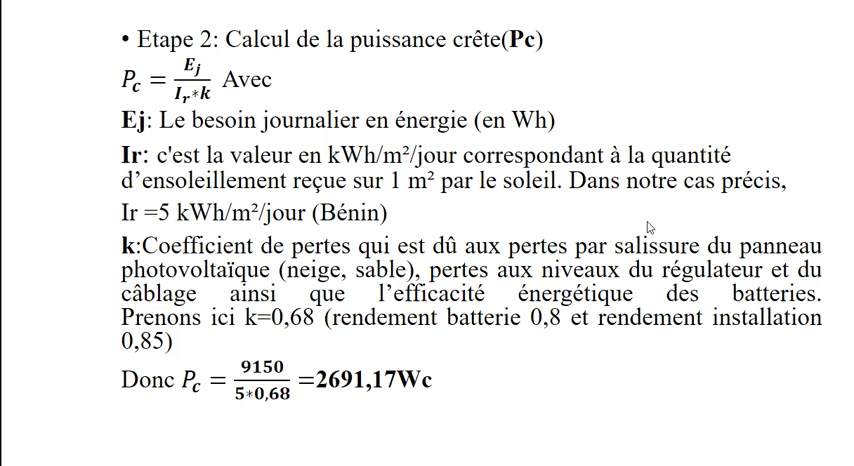 • Etape 2: Calcul de la puissance crête(Pc)
P_c = E_j / (I_r*k) Avec
Ej: Le besoin journalier en énergie (en Wh)
Ir: c'est la valeur en kWh/m²/jour correspondant à la quantité
d’ensoleillement reçue sur 1 m² par le soleil. Dans notre cas précis,
Ir =5 kWh/m²/jour (Bénin)
k:Coefficient de pertes qui est dû aux pertes par salissure du panneau
photovoltaïque (neige, sable), pertes aux niveaux du régulateur et du
câblage ainsi que l’efficacité énergétique des batteries.
Prenons ici k=0,68 (rendement batterie 0,8 et rendement installation
0,85)
Donc P_c = 9150 / (5*0,68) =2691,17Wc